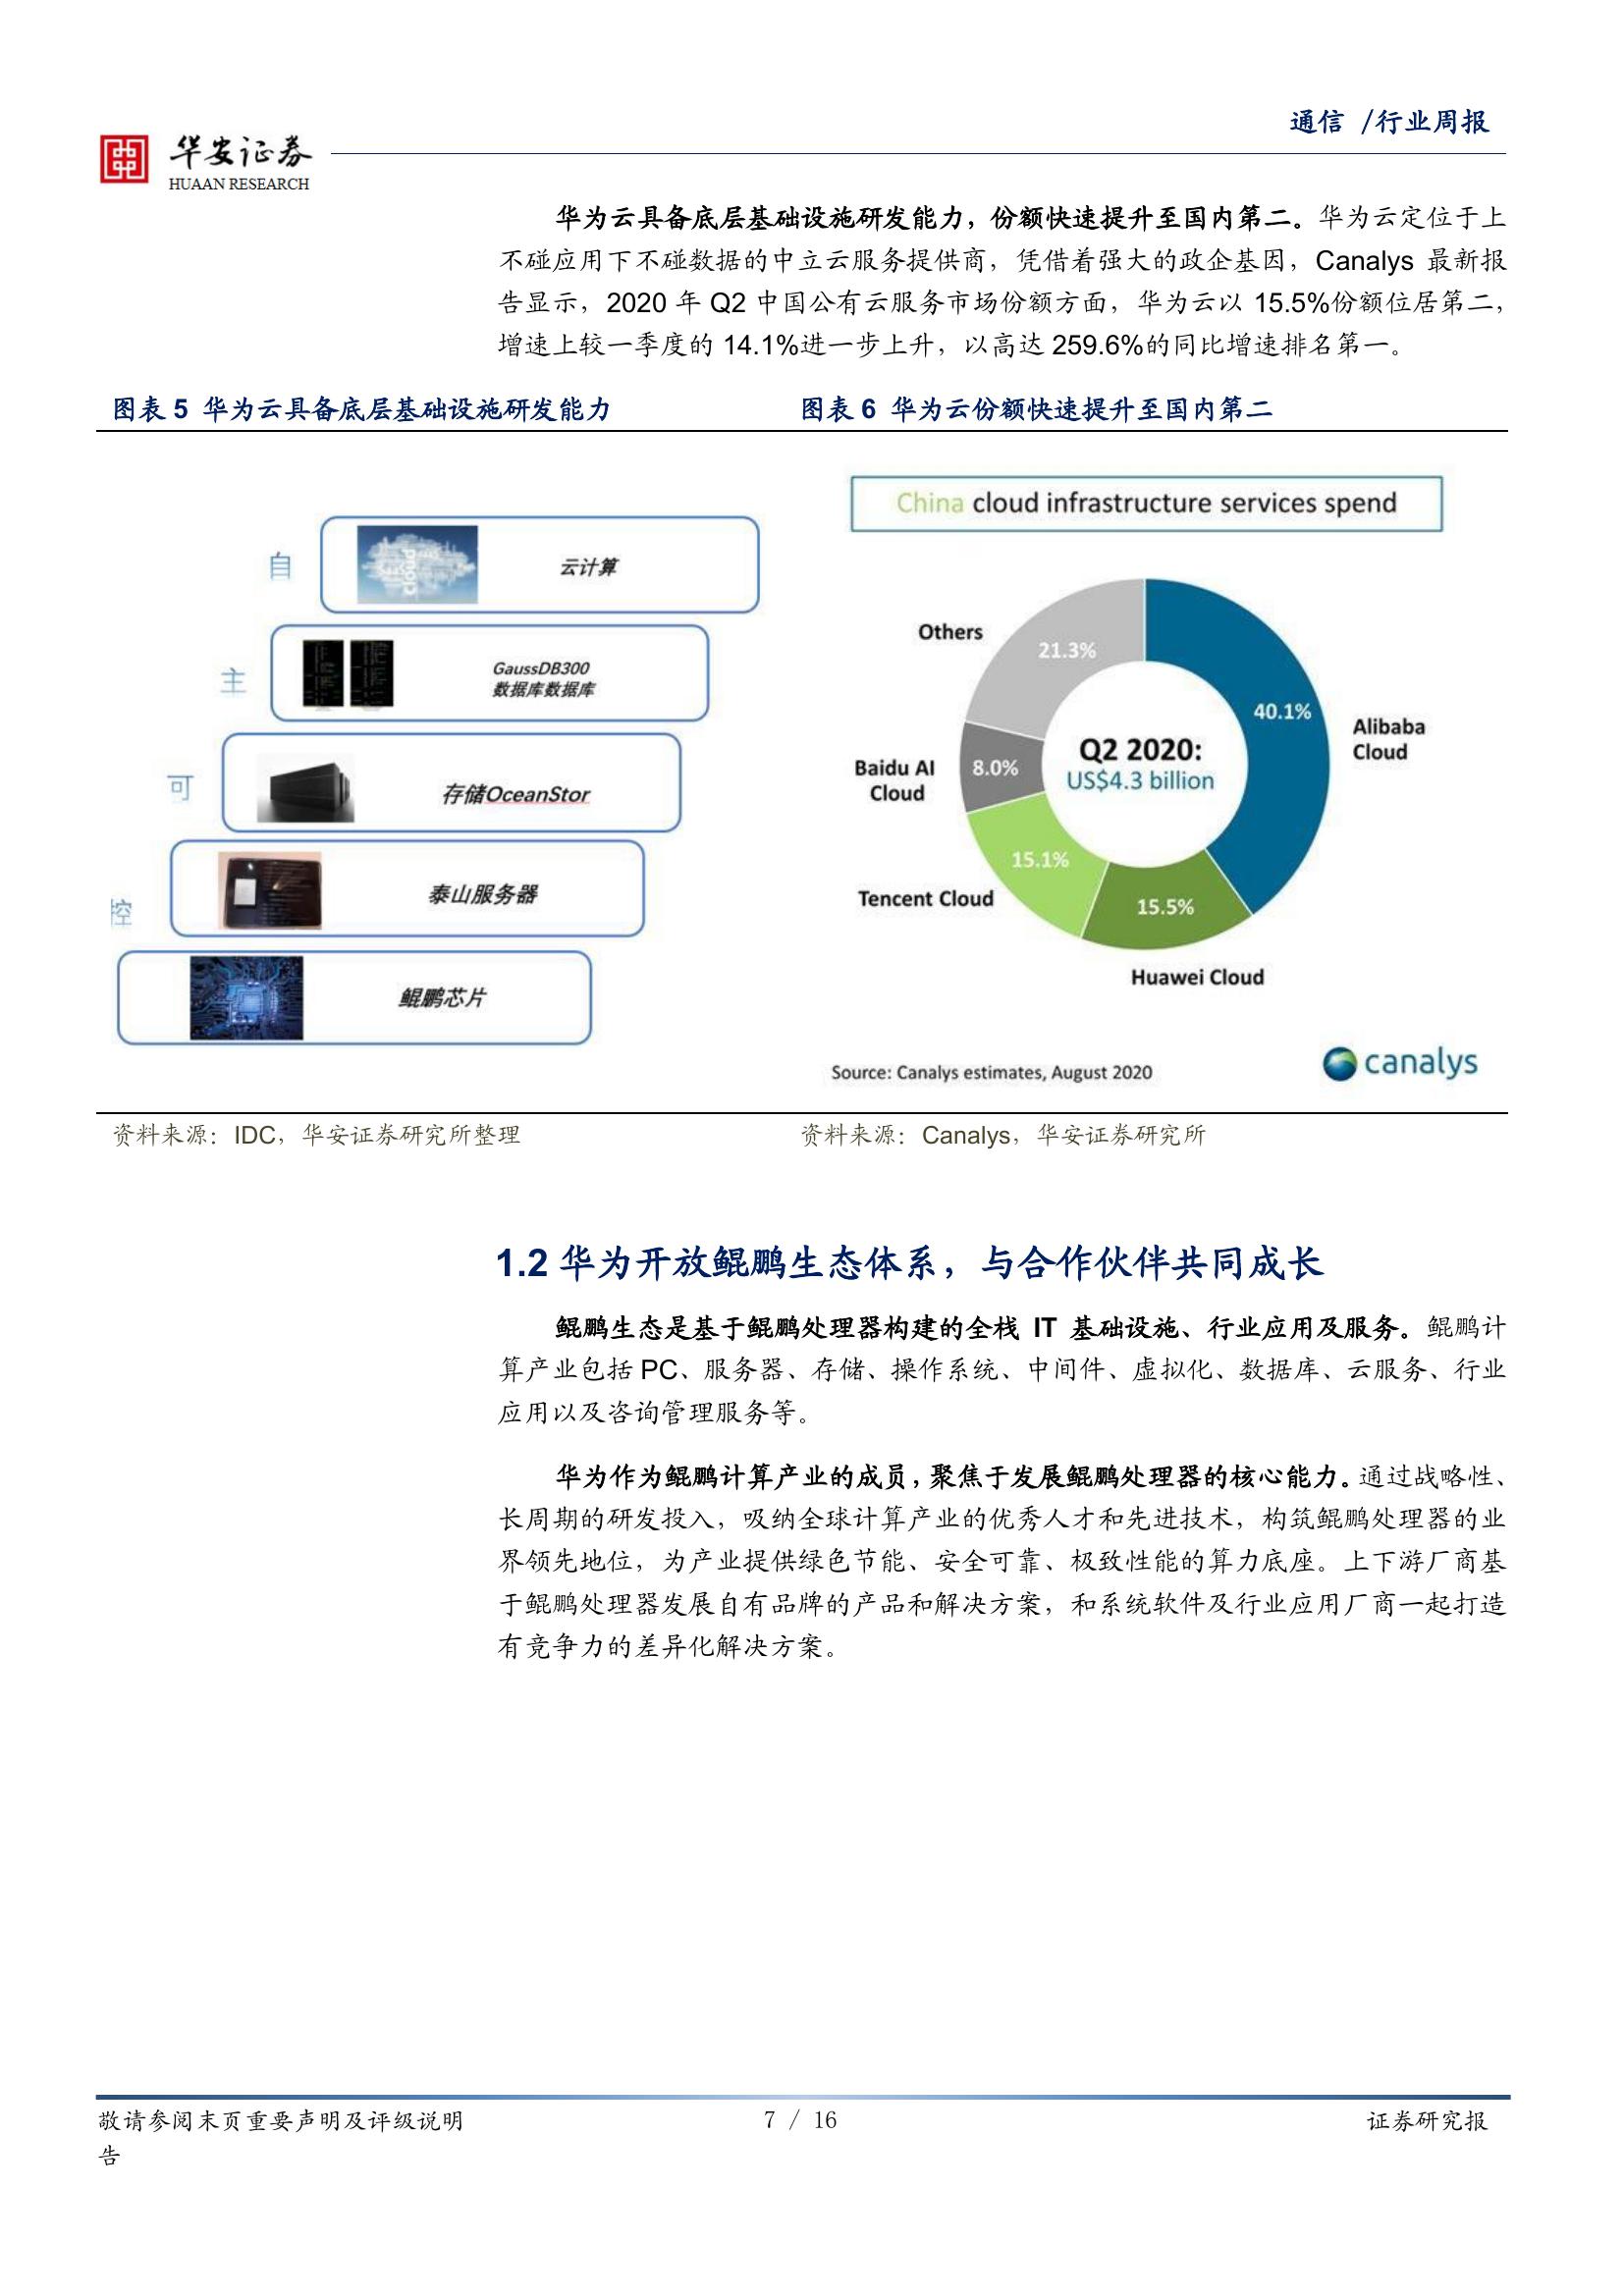 通信 /行业周报
华安证券
HUAAN RESEARCH
华为云具备底层基础设施研发能力，份额快速提升至国内第二。华为云定位于上
不碰应用下不碰数据的中立云服务提供商，凭借着强大的政企基因，Canalys 最新报
告显示，2020 年 Q2 中国公有云服务市场份额方面，华为云以 15.5%份额位居第二，
增速上较一季度的 14.1%进一步上升，以高达 259.6%的同比增速排名第一。
图表 5 华为云具备底层基础设施研发能力
自
云计算
cloud
主
GaussDB300
数据库数据库
可
存储OceanStor
控
泰山服务器
鲲鹏芯片
资料来源：IDC，华安证券研究所整理
图表 6 华为云份额快速提升至国内第二
China cloud infrastructure services spend
Others
21.3%
40.1%
Alibaba
Cloud
Q2 2020:
US$4.3 billion
Baidu AI
Cloud
8.0%
15.1%
Tencent Cloud
15.5%
Huawei Cloud
Source: Canalys estimates, August 2020
canalys
资料来源：Canalys，华安证券研究所
1.2 华为开放鲲鹏生态体系，与合作伙伴共同成长
鲲鹏生态是基于鲲鹏处理器构建的全栈 IT 基础设施、行业应用及服务。鲲鹏计
算产业包括 PC、服务器、存储、操作系统、中间件、虚拟化、数据库、云服务、行业
应用以及咨询管理服务等。
华为作为鲲鹏计算产业的成员，聚焦于发展鲲鹏处理器的核心能力。通过战略性、
长周期的研发投入，吸纳全球计算产业的优秀人才和先进技术，构筑鲲鹏处理器的业
界领先地位，为产业提供绿色节能、安全可靠、极致性能的算力底座。上下游厂商基
于鲲鹏处理器发展自有品牌的产品和解决方案，和系统软件及行业应用厂商一起打造
有竞争力的差异化解决方案。
敬请参阅末页重要声明及评级说明
7 / 16
证券研究报
告